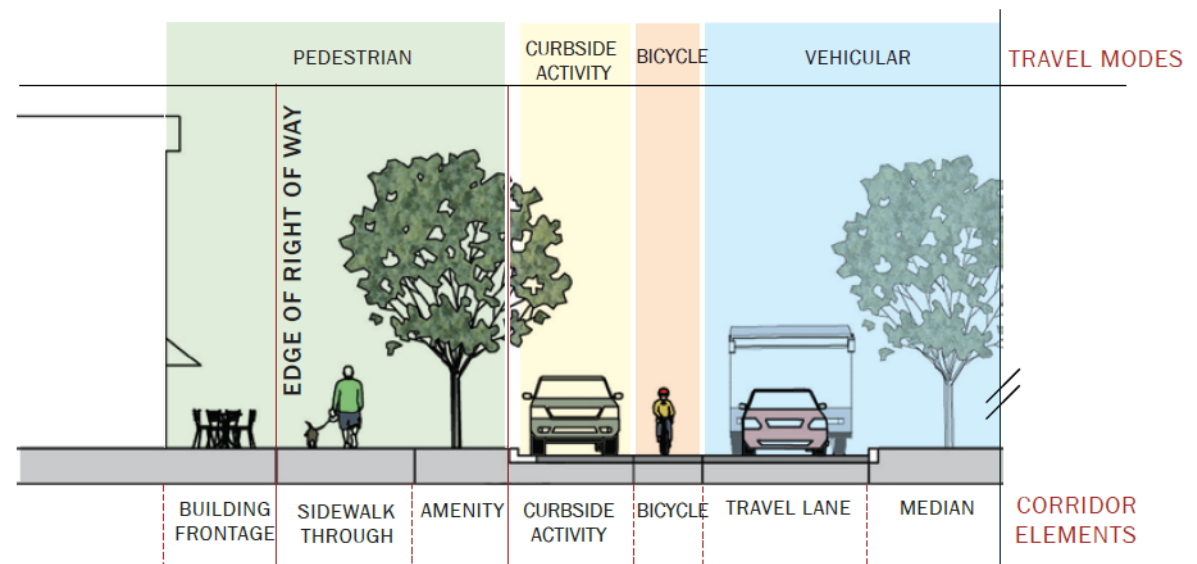 PEDESTRIAN
CURBSIDE
ACTIVITY
BICYCLE
VEHICULAR
TRAVEL MODES
EDGE OF RIGHT OF WAY
BUILDING
FRONTAGE
SIDEWALK
THROUGH
AMENITY
CURBSIDE
ACTIVITY
BICYCLE
TRAVEL LANE
MEDIAN
CORRIDOR
ELEMENTS